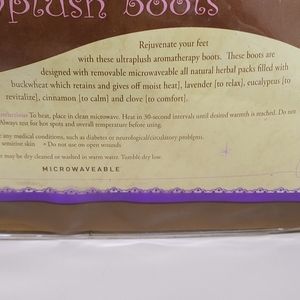 plush Boots
Rejuvenate your feet
with these ultraplush aromatherapy boots. These boots are
designed with removable microwaveable all natural herbal packs filled with
buckwheat [which retains and gives off moist heat], lavender [to relax], eucalyptus [to
revitalize], cinnamon [to calm] and clove [to comfort].
To heat, place in clean microwave. Heat in 30-second intervals until desired warmth is reached. Do not
Always test for hot spots and overall temperature before using.
any medical conditions, such as diabetes or neurological/circulatory problems.
sensitive skin • Do not use on open wounds
may be dry cleaned or washed in warm water. Tumble dry low.
MICROWAVEABLE